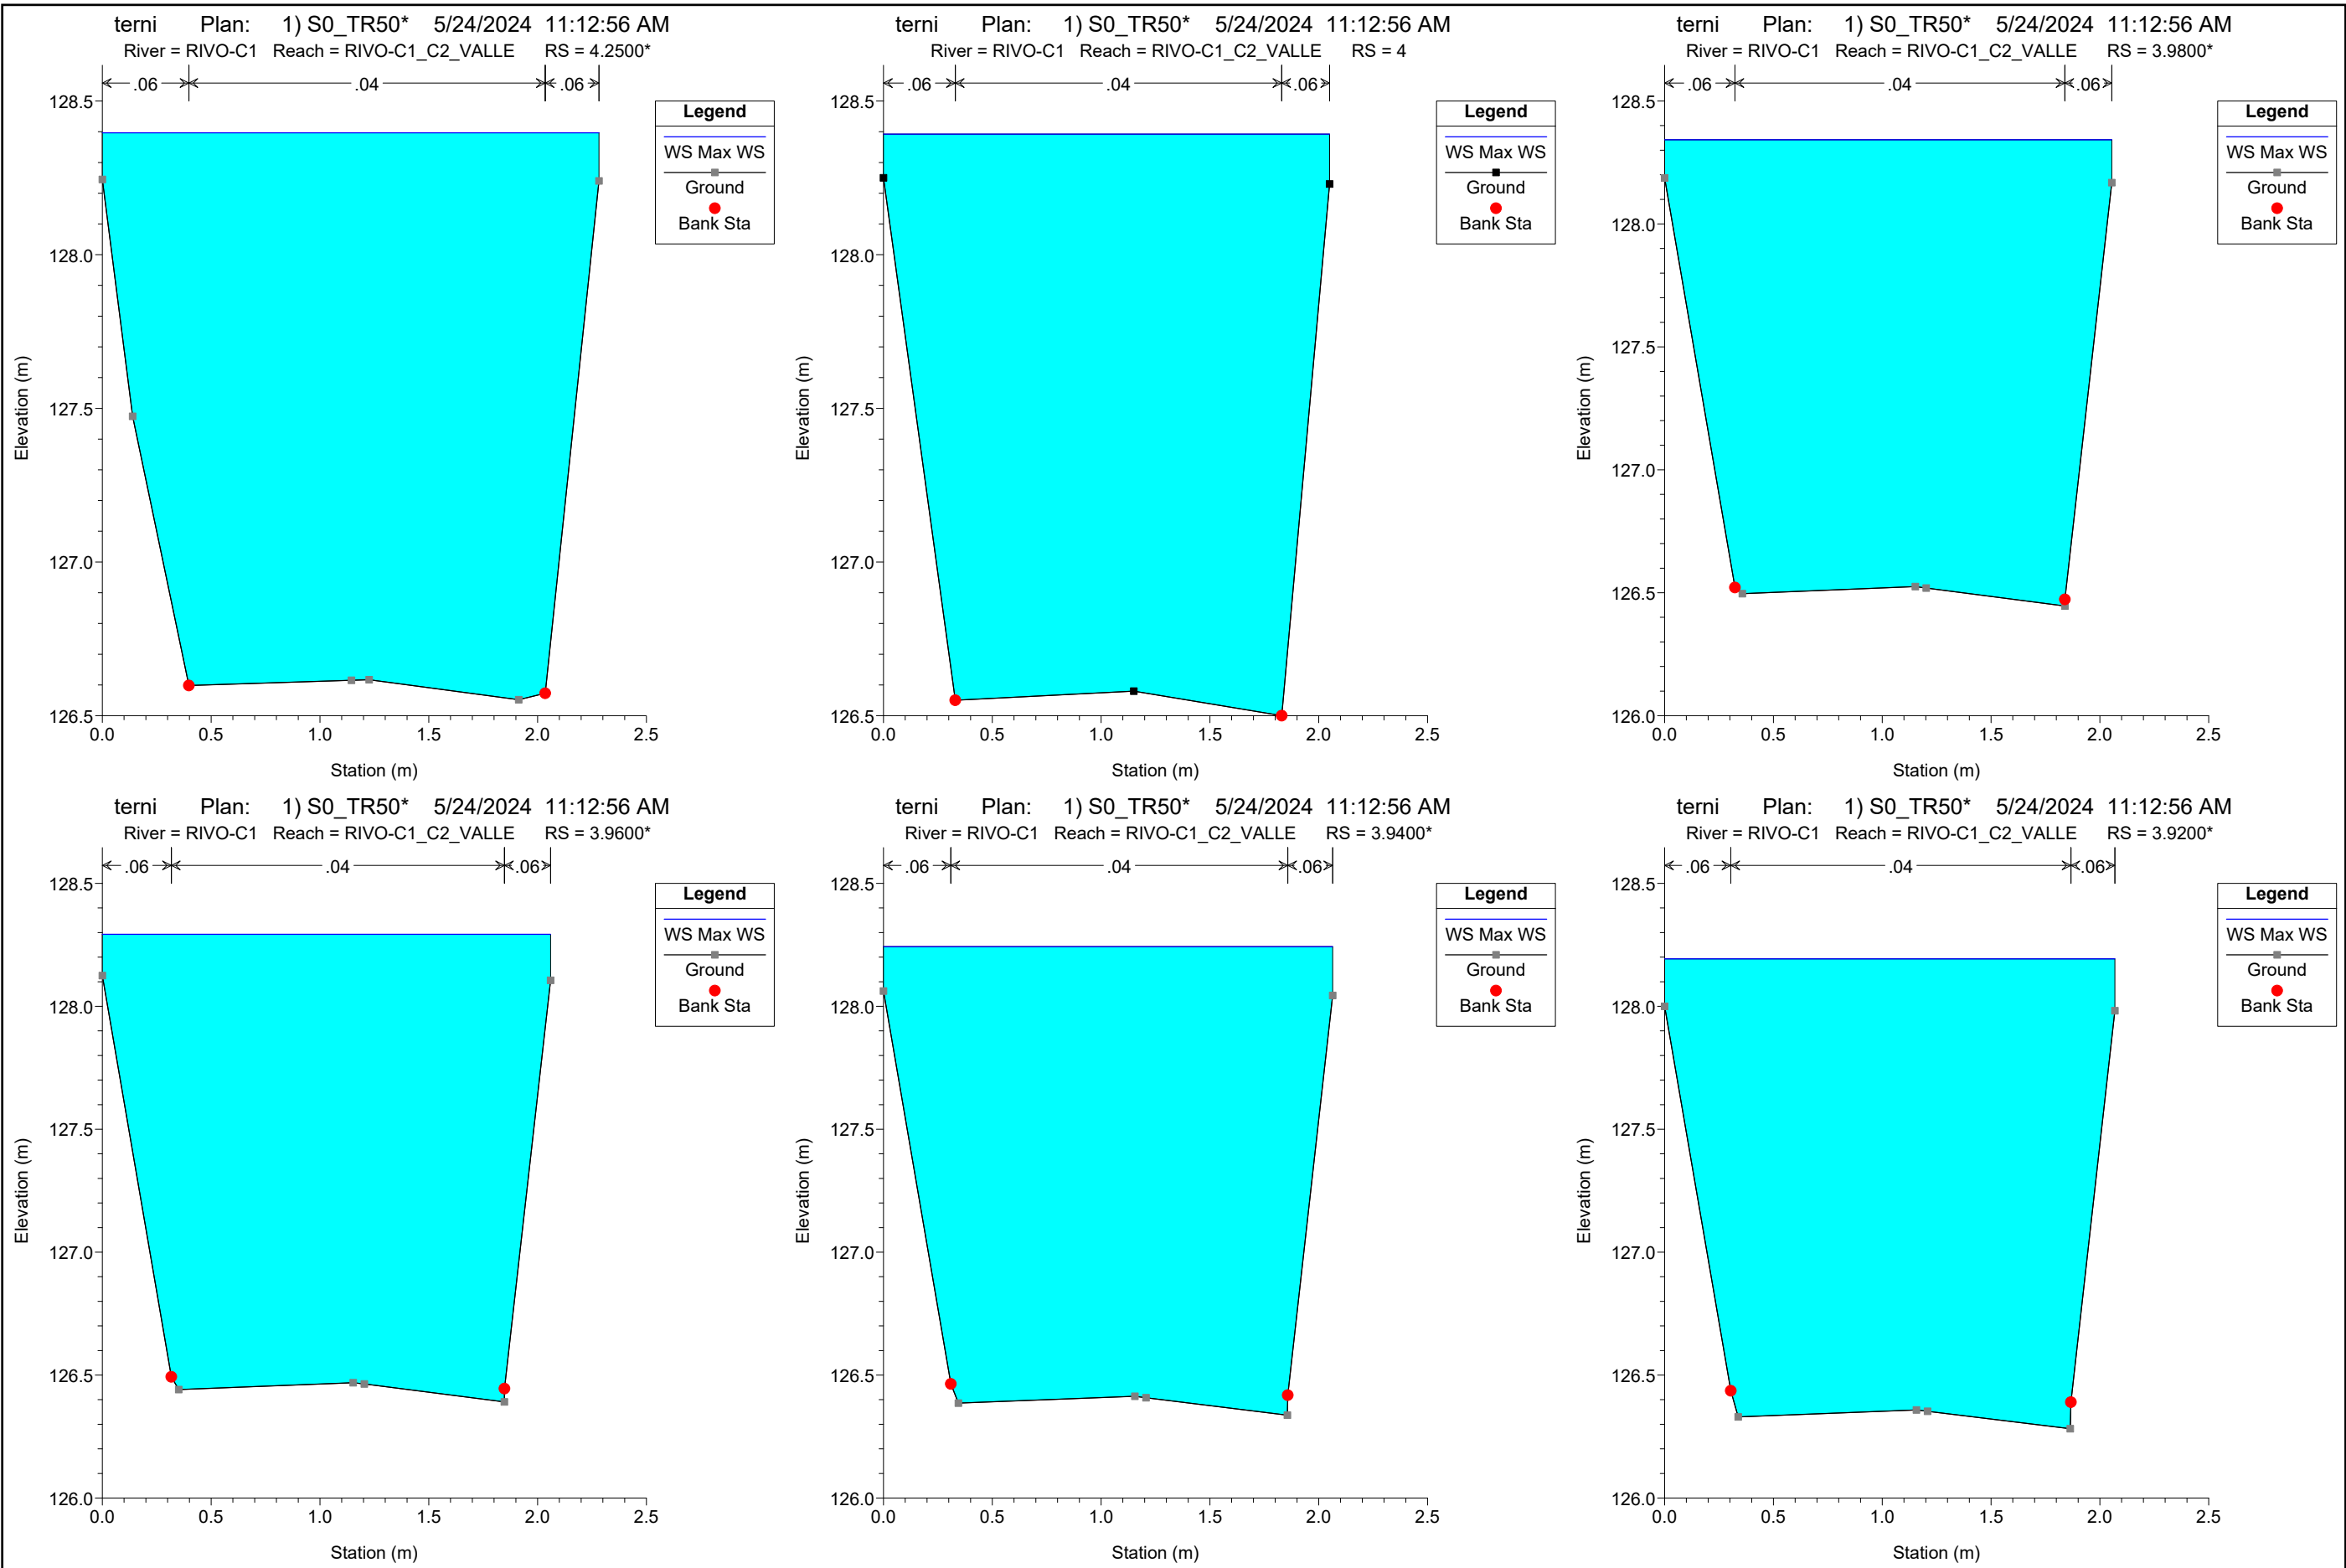 terni Plan: 1) S0_TR50* 5/24/2024 11:12:56 AM
River = RIVO-C1 Reach = RIVO-C1_C2_VALLE RS = 4.2500*
.06 .04 .06
Legend
WS Max WS
Ground
Bank Sta
128.5
128.0
127.5
127.0
126.5
0.0 0.5 1.0 1.5 2.0 2.5
Elevation (m)
Station (m)
terni Plan: 1) S0_TR50* 5/24/2024 11:12:56 AM
River = RIVO-C1 Reach = RIVO-C1_C2_VALLE RS = 4
.06 .04 .06
Legend
WS Max WS
Ground
Bank Sta
128.5
128.0
127.5
127.0
126.5
0.0 0.5 1.0 1.5 2.0 2.5
Elevation (m)
Station (m)
terni Plan: 1) S0_TR50* 5/24/2024 11:12:56 AM
River = RIVO-C1 Reach = RIVO-C1_C2_VALLE RS = 3.9800*
.06 .04 .06
Legend
WS Max WS
Ground
Bank Sta
128.5
128.0
127.5
127.0
126.5
126.0
0.0 0.5 1.0 1.5 2.0 2.5
Elevation (m)
Station (m)
terni Plan: 1) S0_TR50* 5/24/2024 11:12:56 AM
River = RIVO-C1 Reach = RIVO-C1_C2_VALLE RS = 3.9600*
.06 .04 .06
Legend
WS Max WS
Ground
Bank Sta
128.5
128.0
127.5
127.0
126.5
126.0
0.0 0.5 1.0 1.5 2.0 2.5
Elevation (m)
Station (m)
terni Plan: 1) S0_TR50* 5/24/2024 11:12:56 AM
River = RIVO-C1 Reach = RIVO-C1_C2_VALLE RS = 3.9400*
.06 .04 .06
Legend
WS Max WS
Ground
Bank Sta
128.5
128.0
127.5
127.0
126.5
126.0
0.0 0.5 1.0 1.5 2.0 2.5
Elevation (m)
Station (m)
terni Plan: 1) S0_TR50* 5/24/2024 11:12:56 AM
River = RIVO-C1 Reach = RIVO-C1_C2_VALLE RS = 3.9200*
.06 .04 .06
Legend
WS Max WS
Ground
Bank Sta
128.5
128.0
127.5
127.0
126.5
126.0
0.0 0.5 1.0 1.5 2.0 2.5
Elevation (m)
Station (m)